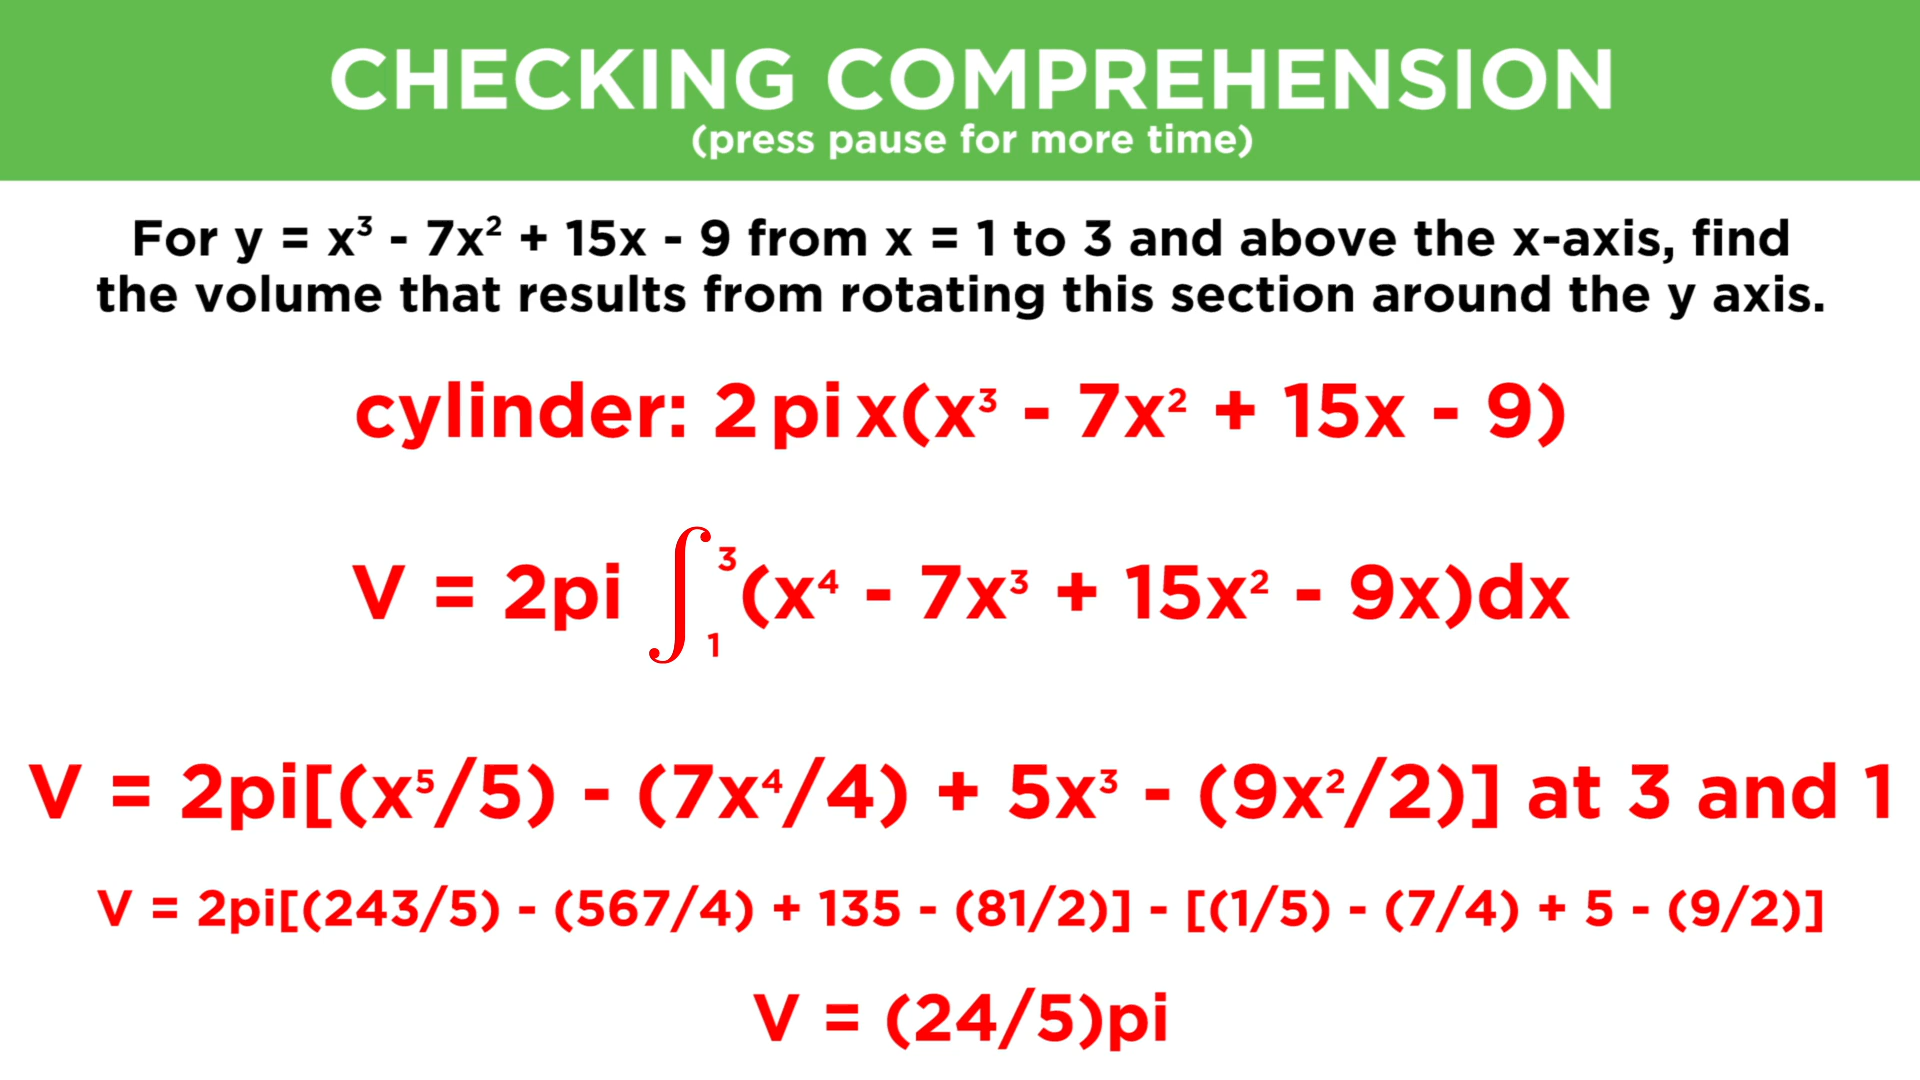 CHECKING COMPREHENSION
(press pause for more time)
For y = x³ - 7x² + 15x - 9 from x = 1 to 3 and above the x-axis, find
the volume that results from rotating this section around the y axis.
cylinder: 2 pi x(x³ - 7x² + 15x - 9)
V = 2pi ∫₁³ (x⁴ - 7x³ + 15x² - 9x)dx
V = 2pi[(x⁵/5) - (7x⁴/4) + 5x³ - (9x²/2)] at 3 and 1
V = 2pi[(243/5) - (567/4) + 135 - (81/2)] - [(1/5) - (7/4) + 5 - (9/2)]
V = (24/5)pi